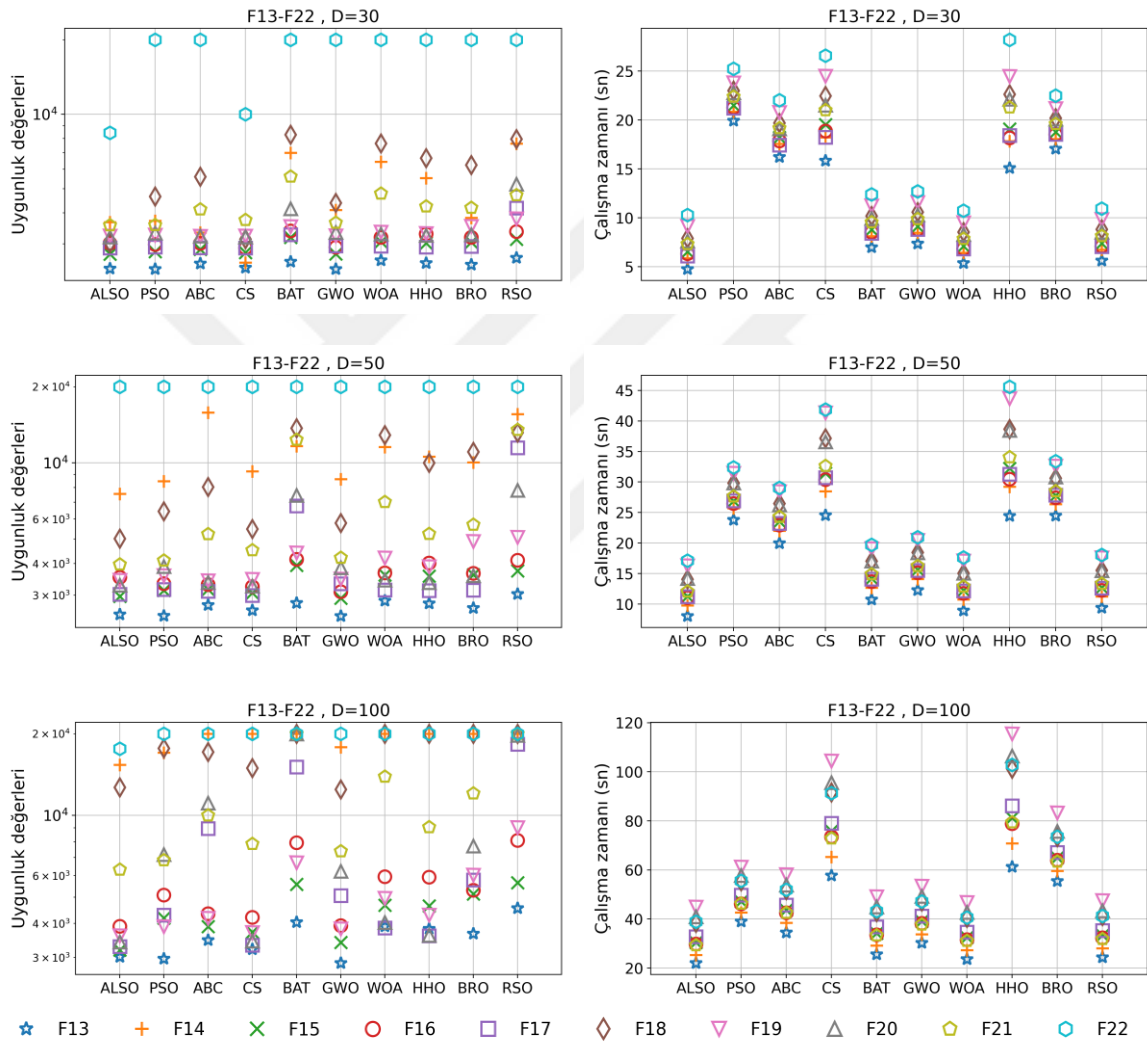 F13-F22 , D=30
Uygunluk değerleri
10⁴
ALSO PSO ABC CS BAT GWO WOA HHO BRO RSO
F13-F22 , D=30
Çalışma zamanı (sn)
25
20
15
10
5
ALSO PSO ABC CS BAT GWO WOA HHO BRO RSO
F13-F22 , D=50
Uygunluk değerleri
2 × 10⁴
10⁴
6 × 10³
4 × 10³
3 × 10³
ALSO PSO ABC CS BAT GWO WOA HHO BRO RSO
F13-F22 , D=50
Çalışma zamanı (sn)
45
40
35
30
25
20
15
10
ALSO PSO ABC CS BAT GWO WOA HHO BRO RSO
F13-F22 , D=100
Uygunluk değerleri
2 × 10⁴
10⁴
6 × 10³
4 × 10³
3 × 10³
ALSO PSO ABC CS BAT GWO WOA HHO BRO RSO
F13-F22 , D=100
Çalışma zamanı (sn)
120
100
80
60
40
20
ALSO PSO ABC CS BAT GWO WOA HHO BRO RSO
F13 F14 F15 F16 F17 F18 F19 F20 F21 F22